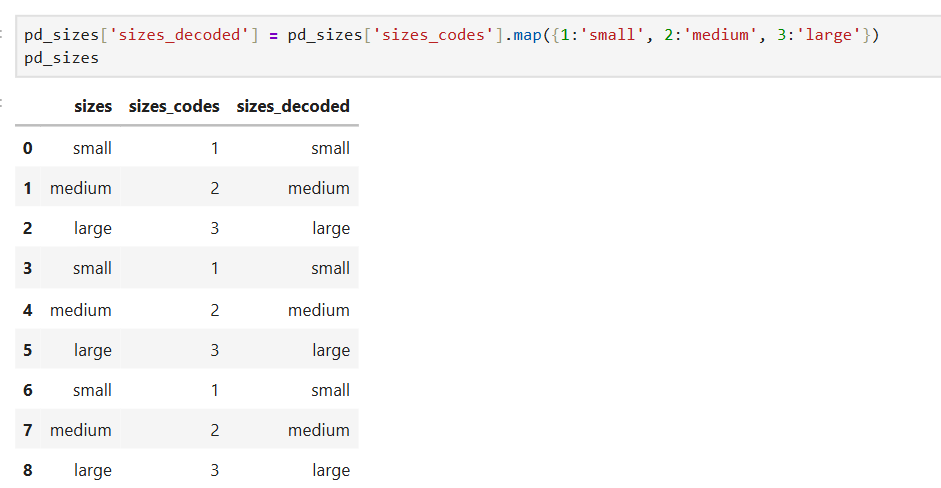 pd_sizes['sizes_decoded'] = pd_sizes['sizes_codes'].map({1:'small', 2:'medium', 3:'large'})
pd_sizes
sizes sizes_codes sizes_decoded
0 small 1 small
1 medium 2 medium
2 large 3 large
3 small 1 small
4 medium 2 medium
5 large 3 large
6 small 1 small
7 medium 2 medium
8 large 3 large